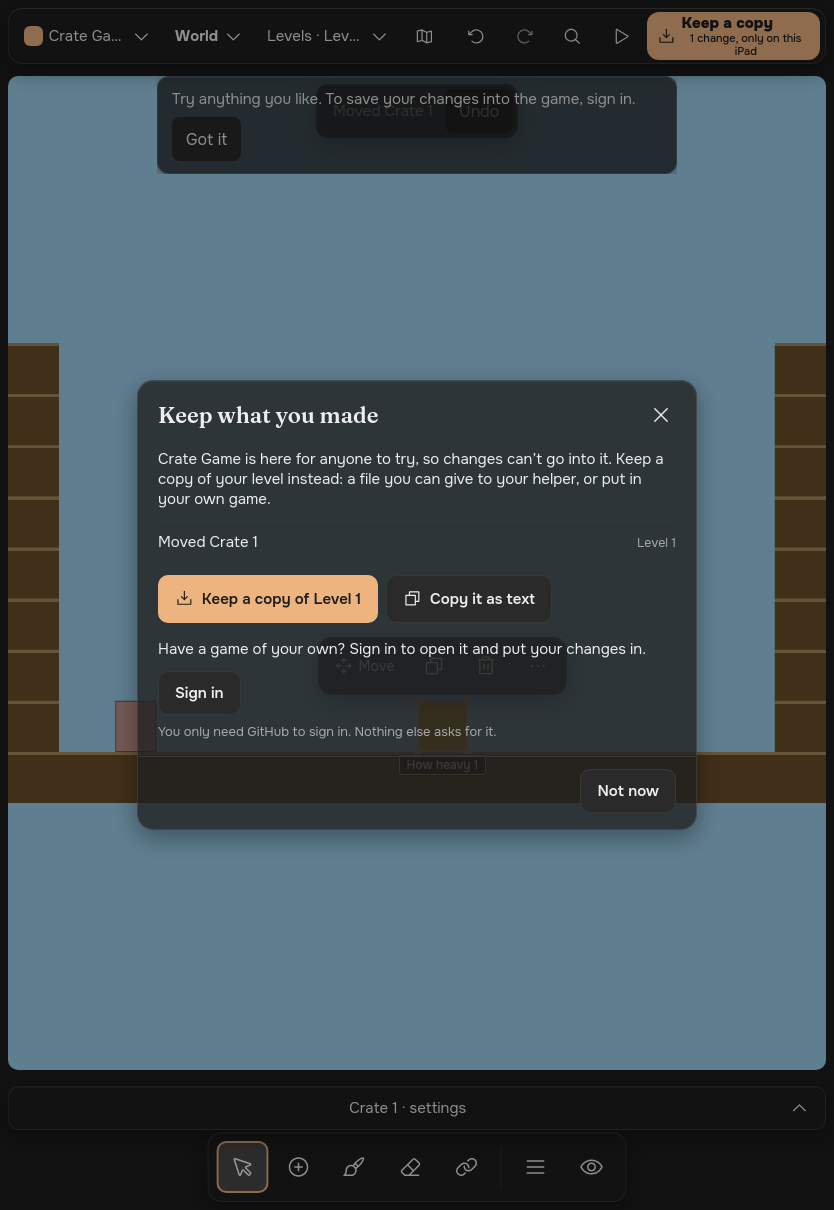 Crate Ga...
World
Levels · Lev...
Keep a copy
1 change, only on this
iPad
Try anything you like. To save your changes into the game, sign in.
Moved Crate 1
Undo
Got it
Keep what you made
Crate Game is here for anyone to try, so changes can't go into it. Keep a
copy of your level instead: a file you can give to your helper, or put in
your own game.
Moved Crate 1
Level 1
Keep a copy of Level 1
Copy it as text
Have a game of your own? Sign in to open it and put your changes in.
Move
Sign in
You only need GitHub to sign in. Nothing else asks for it.
How heavy 1
Not now
Crate 1 · settings